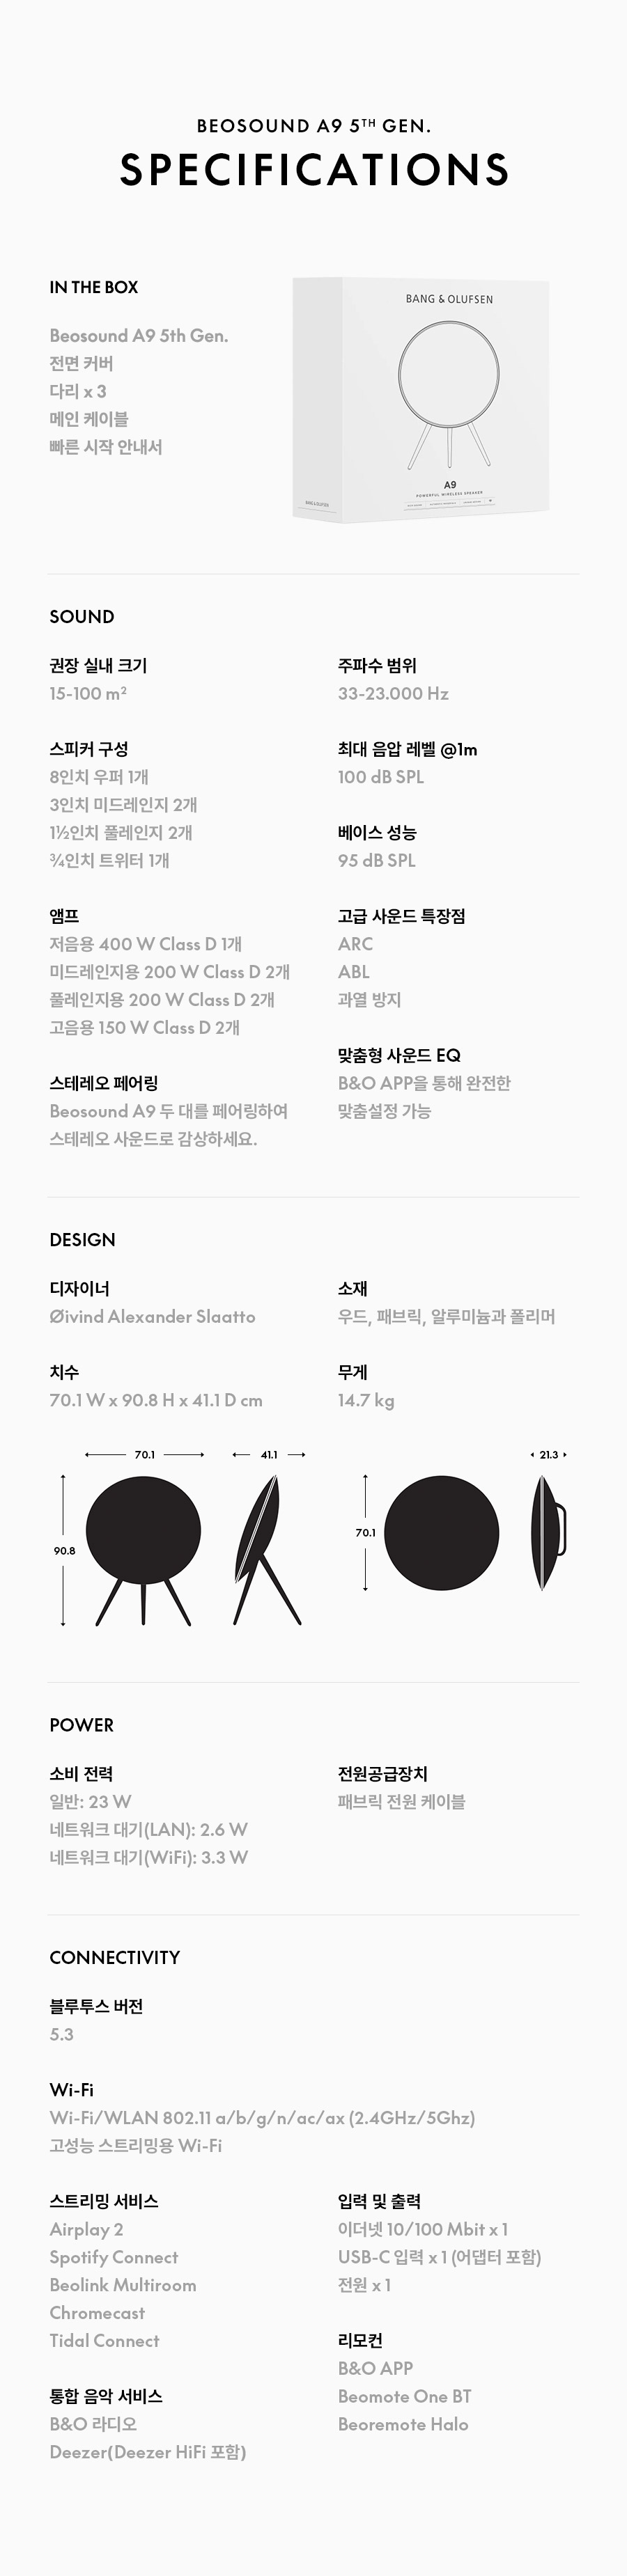 BEOSOUND A9 5TH GEN.
SPECIFICATIONS
IN THE BOX
Beosound A9 5th Gen.
전면 커버
다리 x 3
메인 케이블
빠른 시작 안내서
BANG & OLUFSEN
A9
POWERFUL WIRELESS SPEAKER
BANG & OLUFSEN
SOUND
권장 실내 크기
15-100 m²
스피커 구성
8인치 우퍼 1개
3인치 미드레인지 2개
1½인치 풀레인지 2개
¾인치 트위터 1개
앰프
저음용 400 W Class D 1개
미드레인지용 200 W Class D 2개
풀레인지용 200 W Class D 2개
고음용 150 W Class D 2개
스테레오 페어링
Beosound A9 두 대를 페어링하여
스테레오 사운드로 감상하세요.
주파수 범위
33-23.000 Hz
최대 음압 레벨 @1m
100 dB SPL
베이스 성능
95 dB SPL
고급 사운드 특장점
ARC
ABL
과열 방지
맞춤형 사운드 EQ
B&O APP을 통해 완전한
맞춤설정 가능
DESIGN
디자이너
Øivind Alexander Slaatto
소재
우드, 패브릭, 알루미늄과 폴리머
치수
70.1 W x 90.8 H x 41.1 D cm
무게
14.7 kg
70.1
41.1
21.3
90.8
70.1
POWER
소비 전력
일반: 23 W
네트워크 대기(LAN): 2.6 W
네트워크 대기(WiFi): 3.3 W
전원공급장치
패브릭 전원 케이블
CONNECTIVITY
블루투스 버전
5.3
Wi-Fi
Wi-Fi/WLAN 802.11 a/b/g/n/ac/ax (2.4GHz/5Ghz)
고성능 스트리밍용 Wi-Fi
스트리밍 서비스
Airplay 2
Spotify Connect
Beolink Multiroom
Chromecast
Tidal Connect
통합 음악 서비스
B&O 라디오
Deezer(Deezer HiFi 포함)
입력 및 출력
이더넷 10/100 Mbit x 1
USB-C 입력 x 1 (어댑터 포함)
전원 x 1
리모컨
B&O APP
Beomote One BT
Beoremote Halo